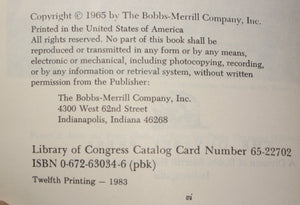 Copyright © 1965 by The Bobbs-Merrill Company, Inc.
Printed in the United States of America
All rights reserved. No part of this book shall be
reproduced or transmitted in any form or by any means,
electronic or mechanical, including photocopying, recording,
or by any information or retrieval system, without written
permission from the Publisher:
The Bobbs-Merrill Company, Inc.
4300 West 62nd Street
Indianapolis, Indiana 46268
Library of Congress Catalog Card Number 65-22702
ISBN 0-672-63034-6 (pbk)
Twelfth Printing — 1983
vi